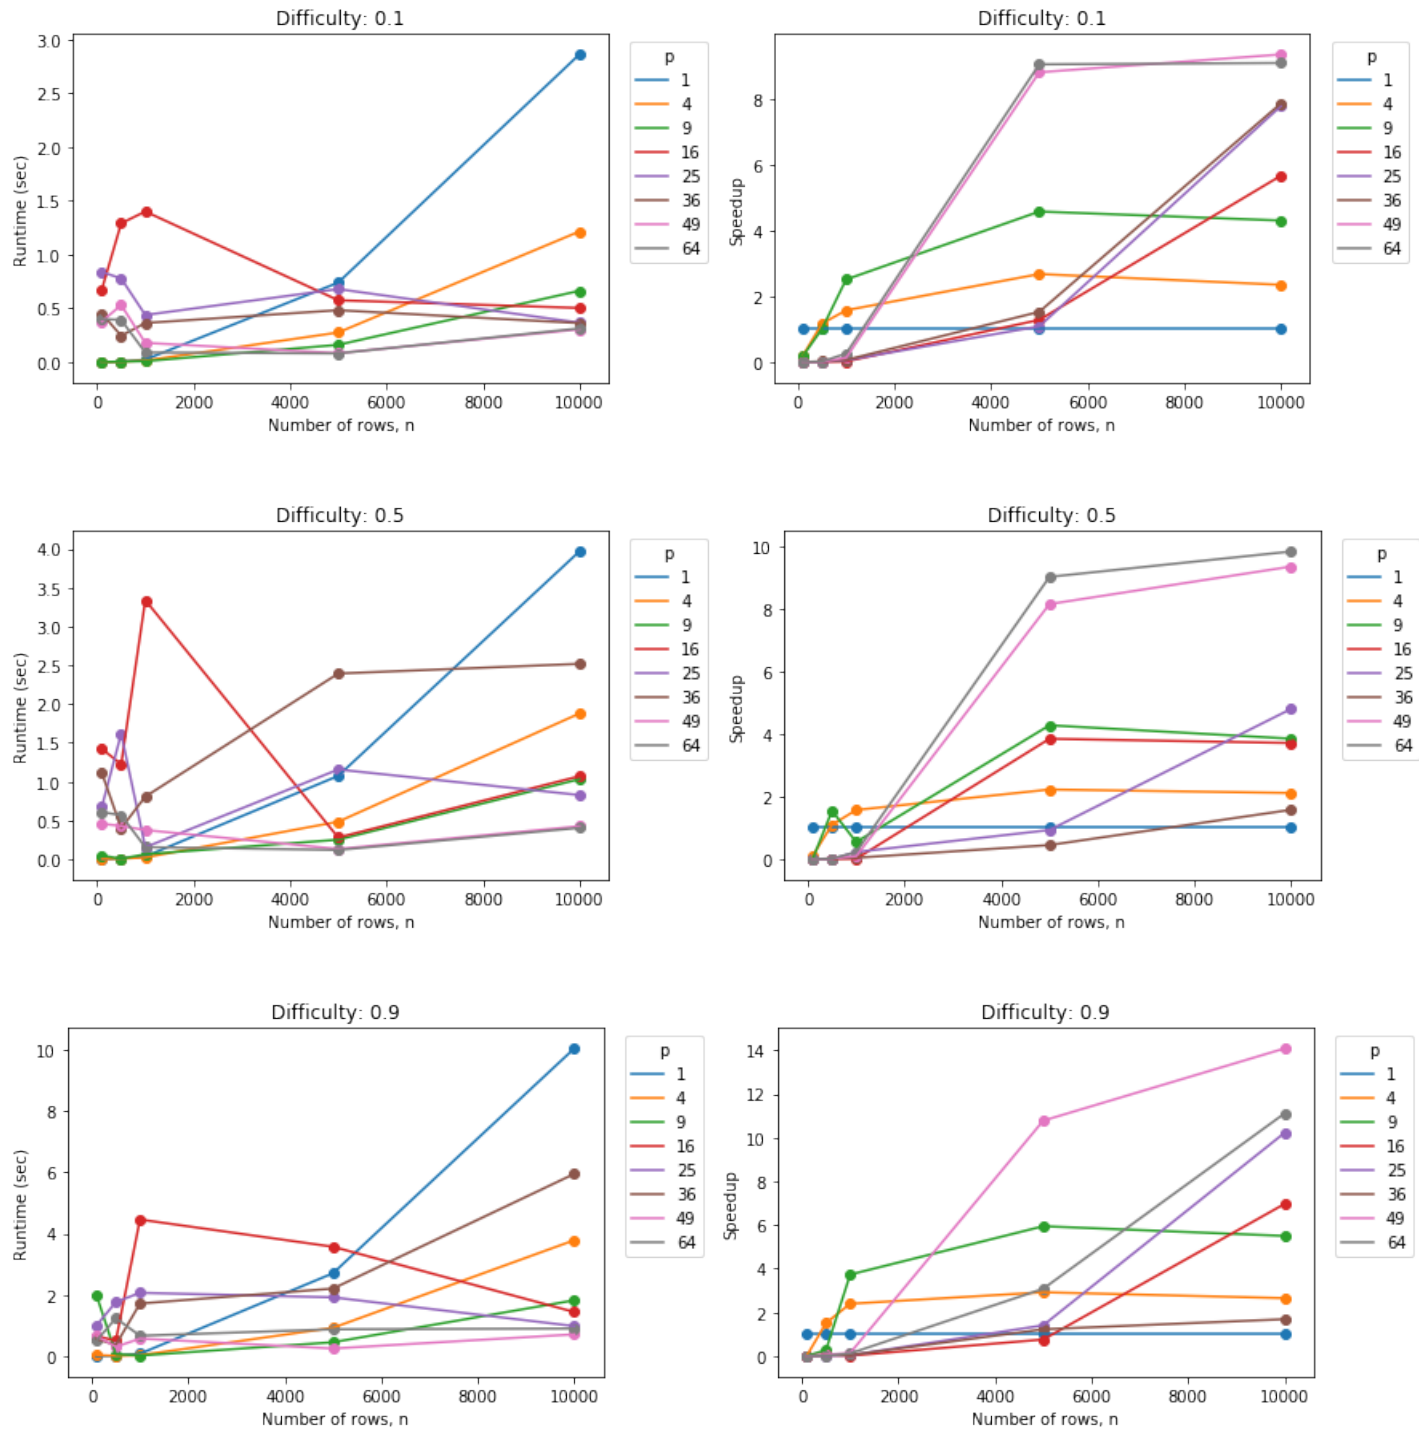 Difficulty: 0.1
3.0
2.5
2.0
1.5
1.0
0.5
0.0
Runtime (sec)
0 2000 4000 6000 8000 10000
Number of rows, n
p
1
4
9
16
25
36
49
64
Difficulty: 0.1
8
6
4
2
0
Speedup
0 2000 4000 6000 8000 10000
Number of rows, n
p
1
4
9
16
25
36
49
64
Difficulty: 0.5
4.0
3.5
3.0
2.5
2.0
1.5
1.0
0.5
0.0
Runtime (sec)
0 2000 4000 6000 8000 10000
Number of rows, n
p
1
4
9
16
25
36
49
64
Difficulty: 0.5
10
8
6
4
2
0
Speedup
0 2000 4000 6000 8000 10000
Number of rows, n
p
1
4
9
16
25
36
49
64
Difficulty: 0.9
10
8
6
4
2
0
Runtime (sec)
0 2000 4000 6000 8000 10000
Number of rows, n
p
1
4
9
16
25
36
49
64
Difficulty: 0.9
14
12
10
8
6
4
2
0
Speedup
0 2000 4000 6000 8000 10000
Number of rows, n
p
1
4
9
16
25
36
49
64